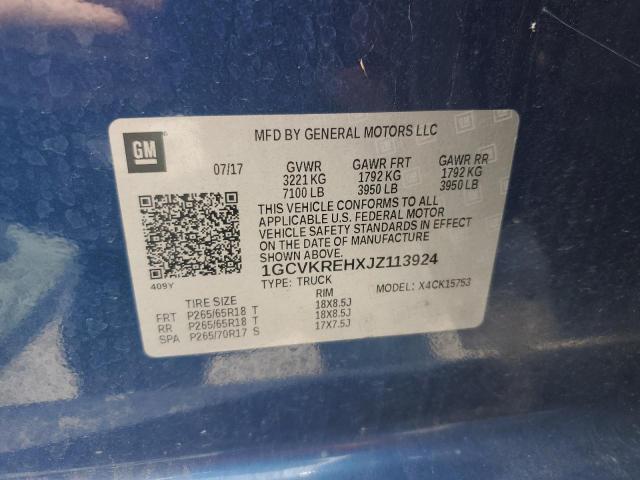 GM
MFD BY GENERAL MOTORS LLC
07/17 GVWR GAWR FRT GAWR RR
3221 KG 1792 KG 1792 KG
7100 LB 3950 LB 3950 LB
THIS VEHICLE CONFORMS TO ALL
APPLICABLE U.S. FEDERAL MOTOR
VEHICLE SAFETY STANDARDS IN EFFECT
ON THE DATE OF MANUFACTURE
SHOWN ABOVE.
1GCVKREHXJZ113924
409Y TYPE: TRUCK MODEL: X4CK15753
TIRE SIZE RIM
FRT P265/65R18 T 18X8.5J
RR P265/65R18 T 18X8.5J
SPA P265/70R17 S 17X7.5J